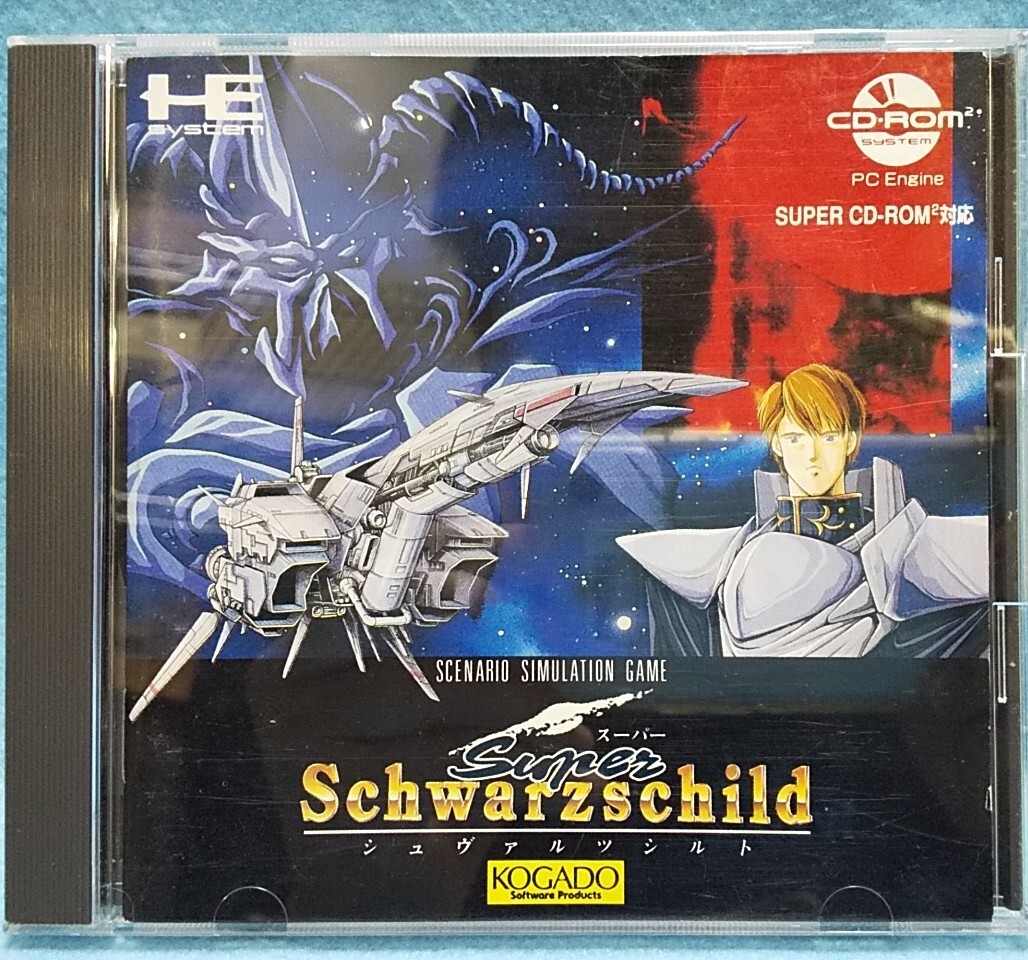 HE
system
CD-ROM²
SYSTEM
PC Engine
SUPER CD-ROM²対応
SCENARIO SIMULATION GAME
スーパー
Super
Schwarzschild
シュヴァルツシルト
KOGADO
Software Products